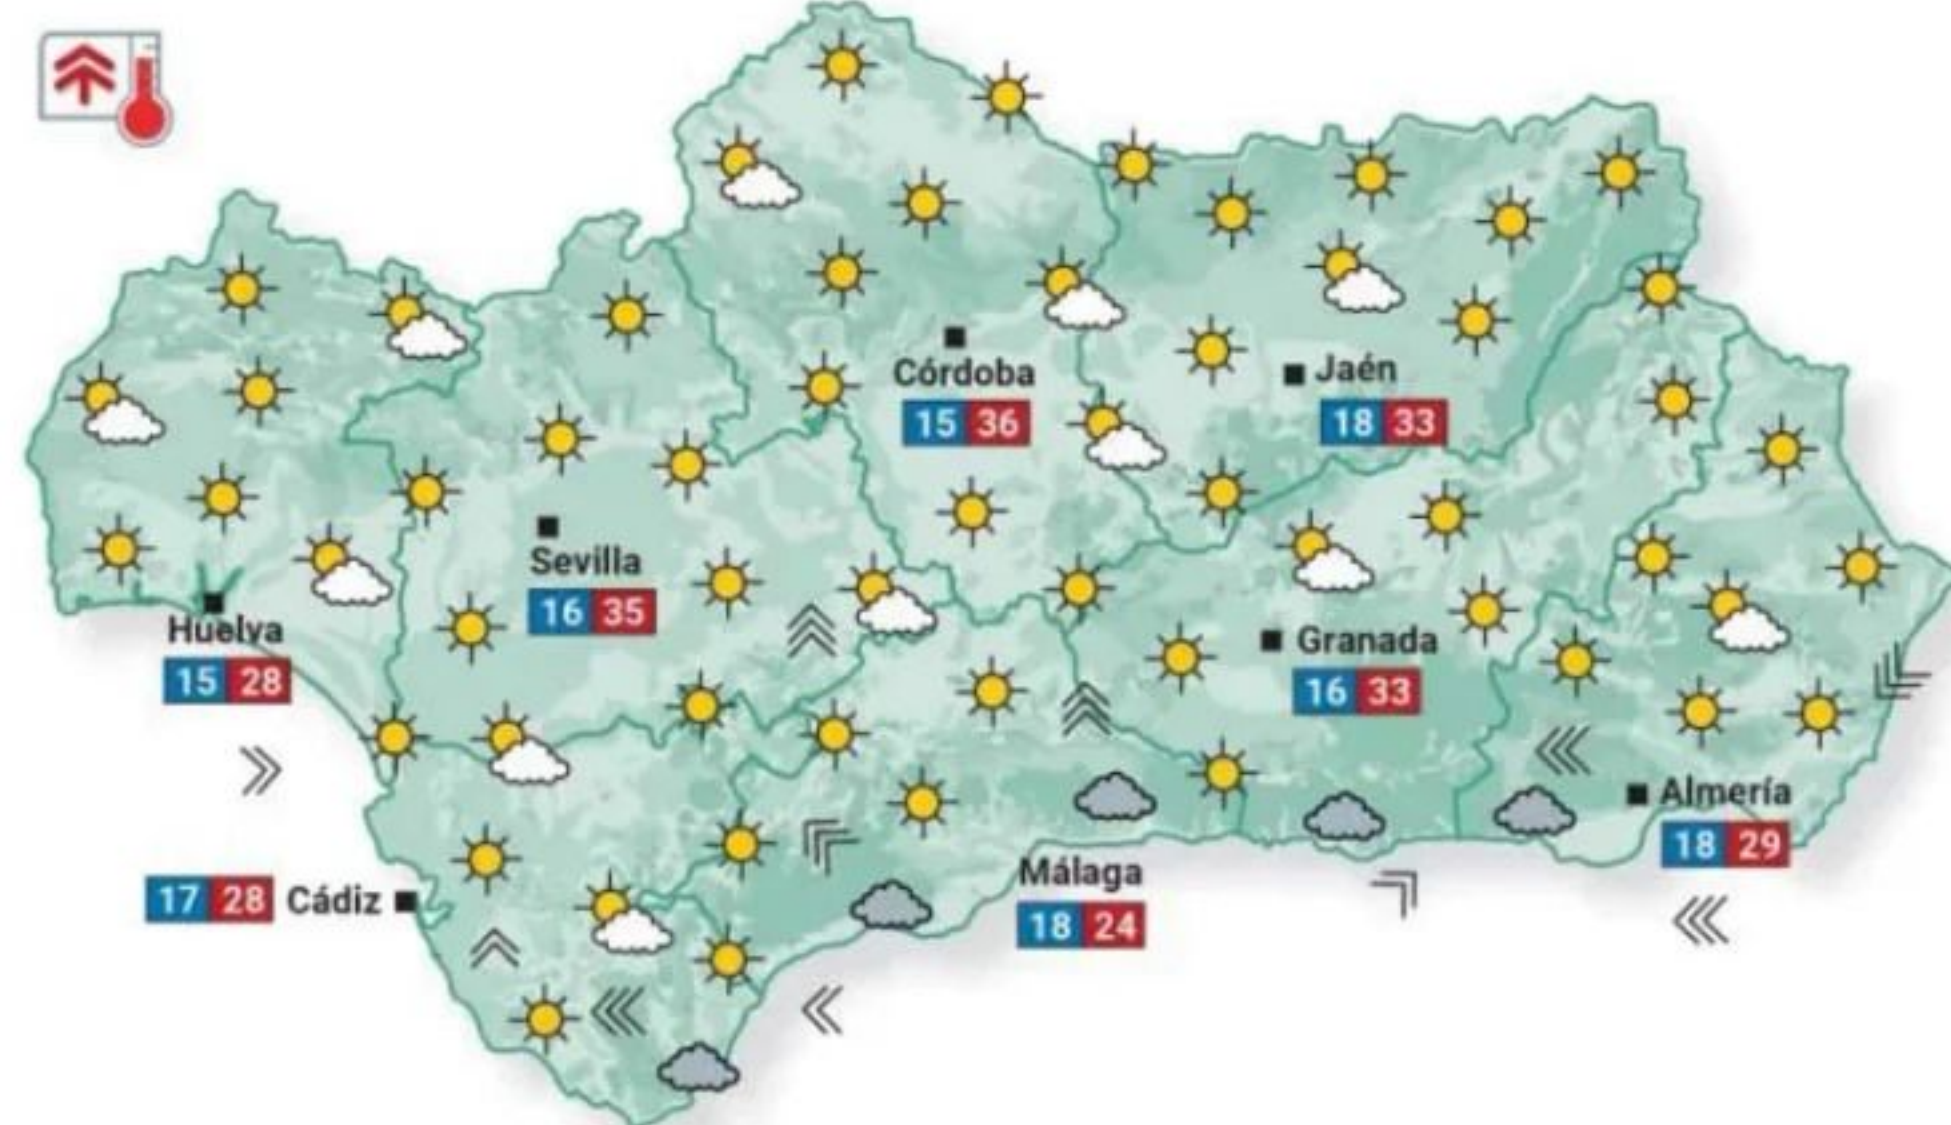 Córdoba
15 36
Jaén
18 33
Sevilla
16 35
Huelva
15 28
Granada
16 33
Almería
18 29
Málaga
18 24
17 28 Cádiz